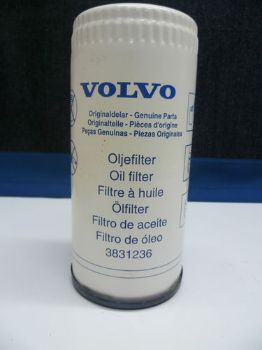 VOLVO
Originaldelar - Genuine Parts
Originalteile - Pièces d'origine
Peças Genuinas - Piezas Originales
Oljefilter
Oil filter
Filtre à huile
Ölfilter
Filtro de aceite
Filtro de óleo
3831236